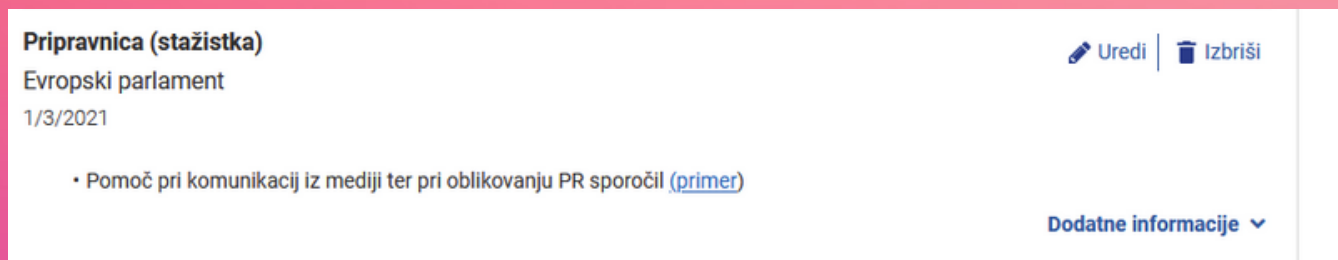 Pripravnica (stažistka)
Uredi
Izbriši
Evropski parlament
1/3/2021
• Pomoč pri komunikacij iz mediji ter pri oblikovanju PR sporočil (primer)
Dodatne informacije